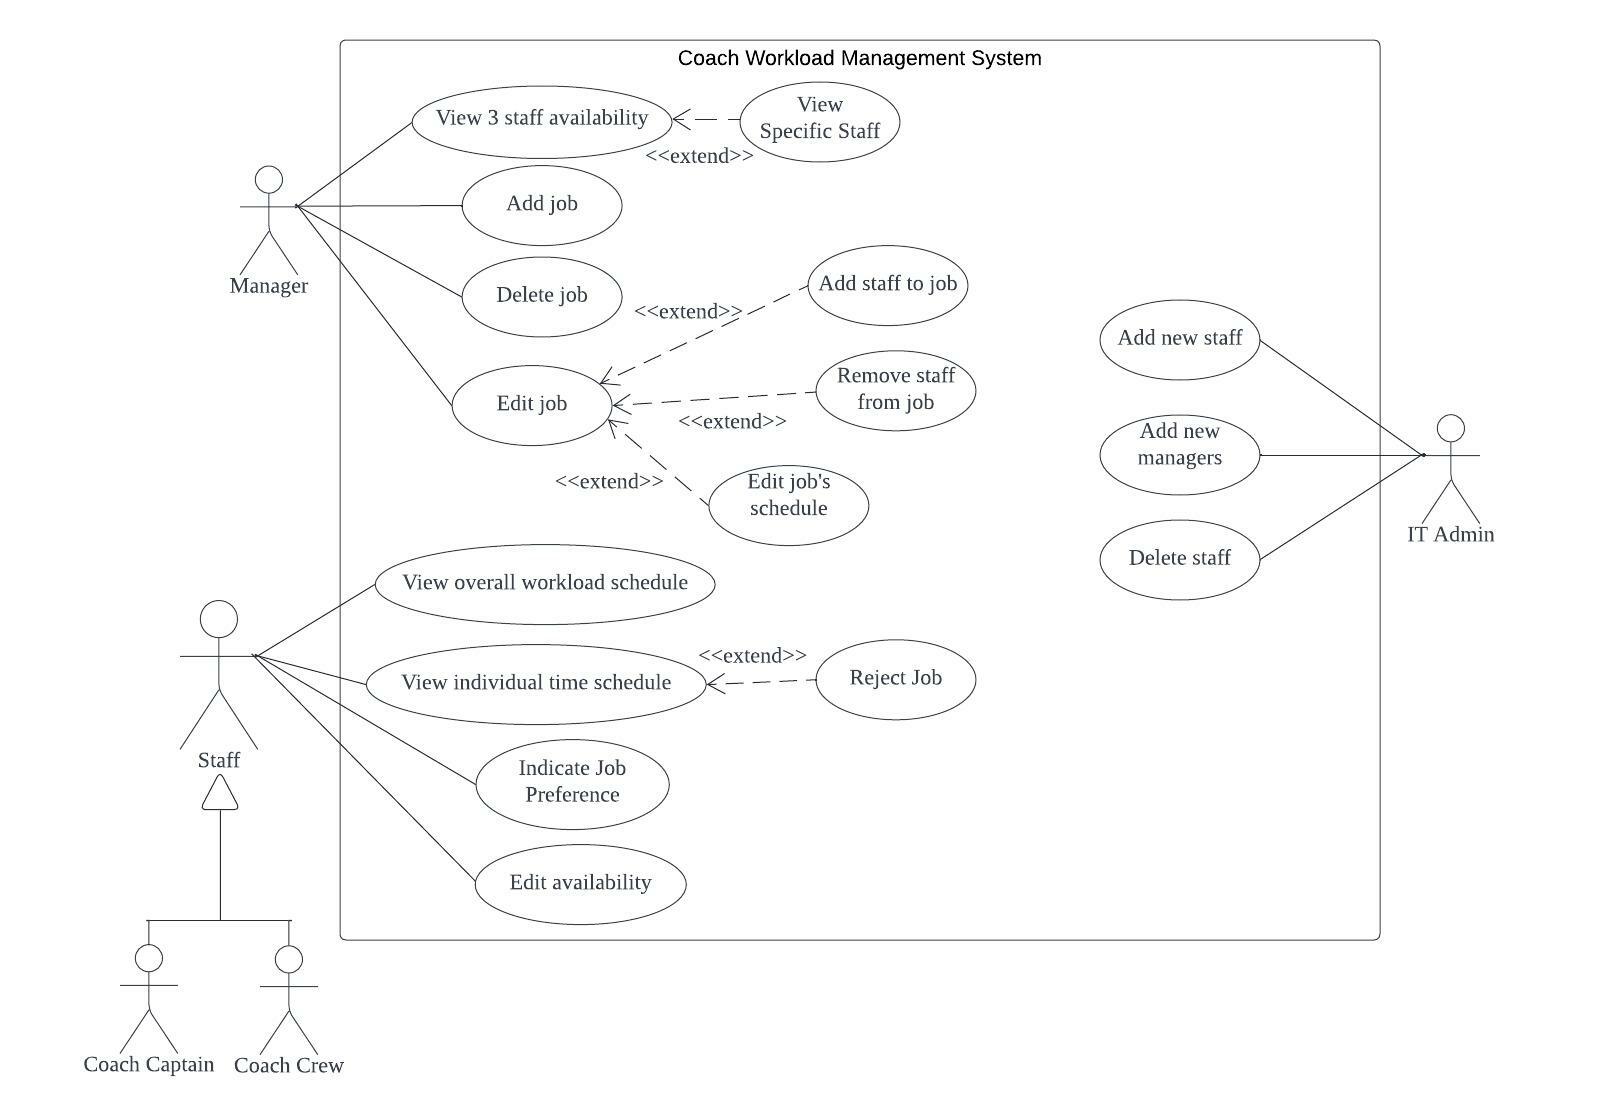 Coach Workload Management System
View 3 staff availability
View
Specific Staff
<<extend>>
Add job
Manager
Delete job
Add staff to job
<<extend>>
Edit job
Remove staff
from job
<<extend>>
Edit job's
schedule
<<extend>>
Add new staff
Add new
managers
Delete staff
IT Admin
View overall workload schedule
View individual time schedule
<<extend>>
Reject Job
Staff
Indicate Job
Preference
Edit availability
Coach Captain
Coach Crew